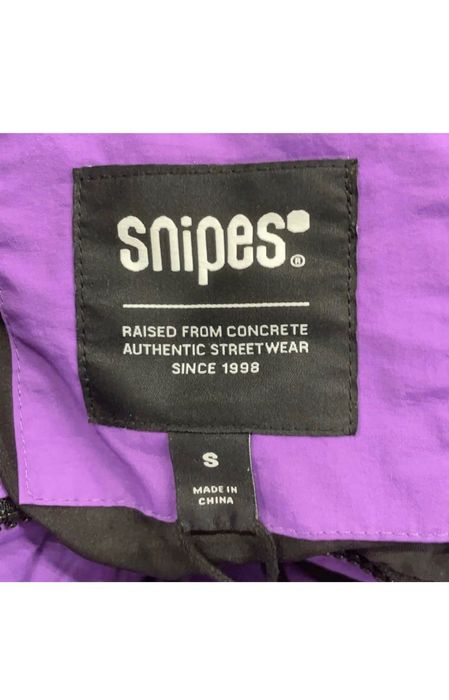 snipes®
RAISED FROM CONCRETE
AUTHENTIC STREETWEAR
SINCE 1998
S
MADE IN
CHINA